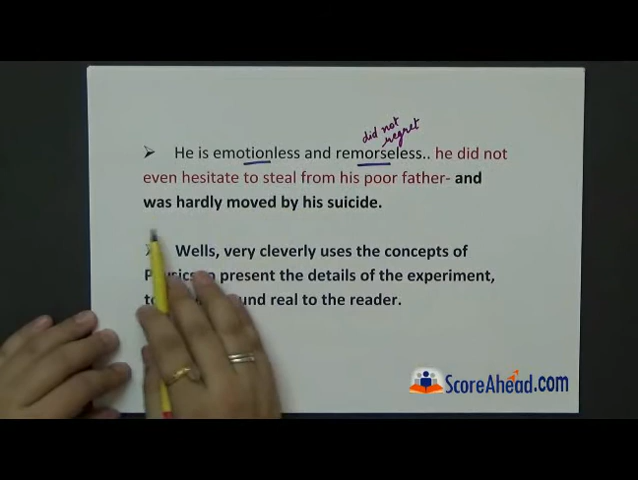 did not
regret
➢ He is emotionless and remorseless.. he did not
even hesitate to steal from his poor father- and
was hardly moved by his suicide.
➢ Wells, very cleverly uses the concepts of
Physics to present the details of the experiment,
real to the reader.
ScoreAhead.com